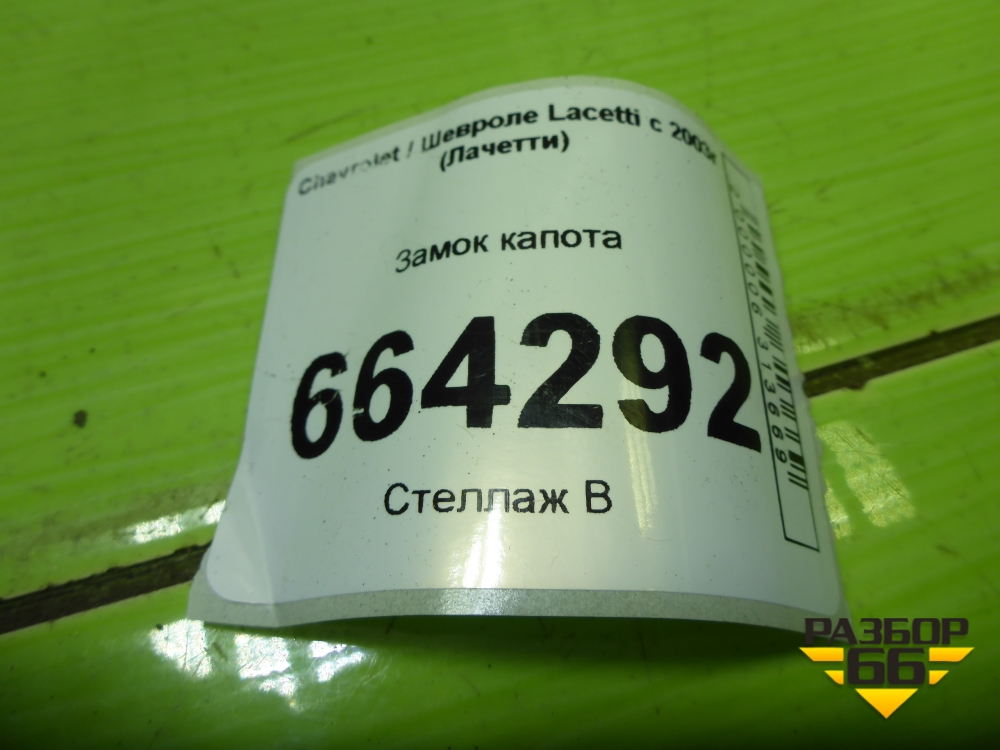 Chevrolet / Шевроле Lacetti с 2003г
(Лачетти)
Замок капота
664292
Стеллаж В
РАЗБОР
66